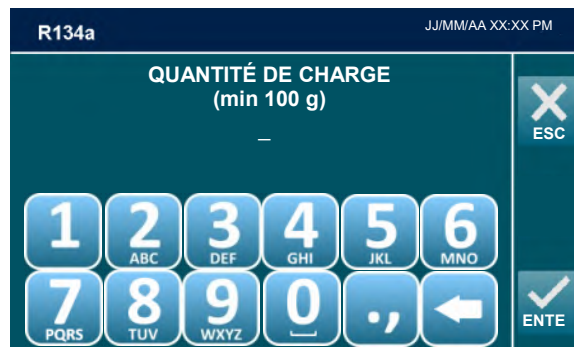 R134a JJ/MM/AA XX:XX PM
QUANTITÉ DE CHARGE
(min 100 g)
_
ESC
1 2 3 4 5 6
ABC DEF GHI JKL MNO
7 8 9 0 .,
PQRS TUV WXYZ
ENTE